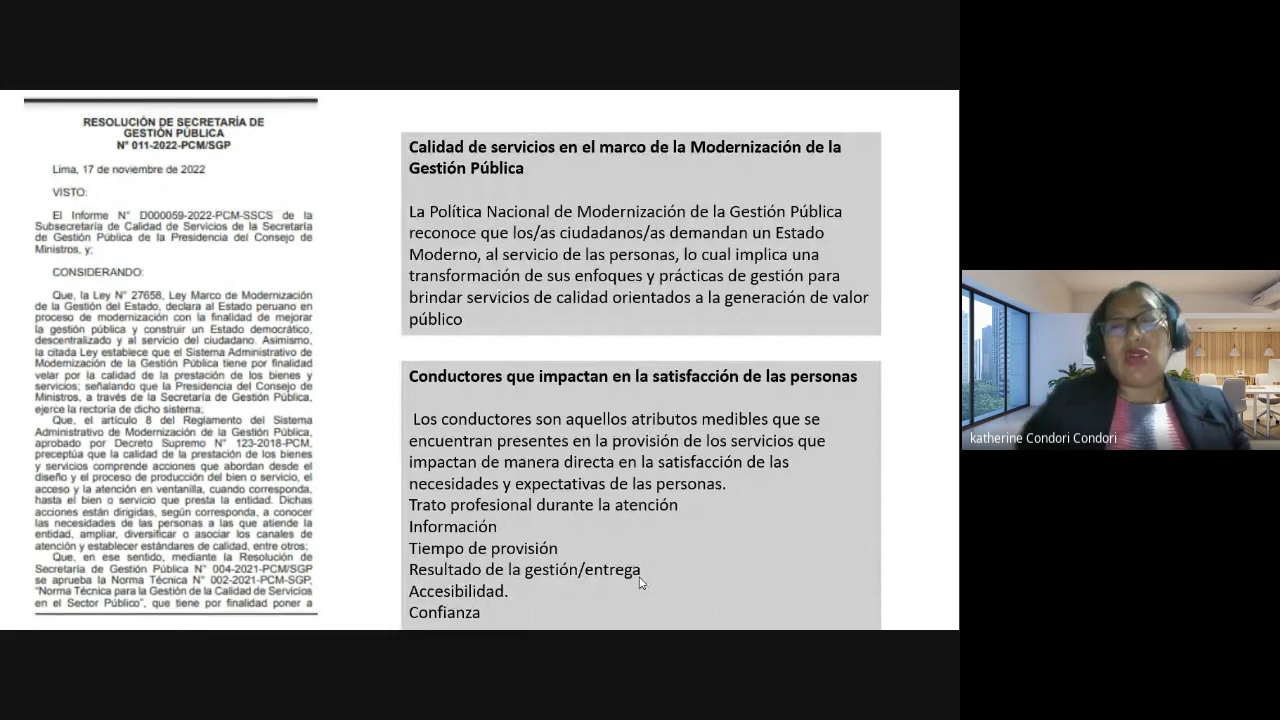 RESOLUCIÓN DE SECRETARÍA DE
GESTIÓN PÚBLICA
N° 011-2022-PCM/SGP
Lima, 17 de noviembre de 2022
VISTO:
El Informe N° D000059-2022-PCM-SSCS de la
Subsecretaría de Calidad de Servicios de la Secretaría
de Gestión Pública de la Presidencia del Consejo de
Ministros, y;
CONSIDERANDO:
Que, la Ley N° 27658, Ley Marco de Modernización
de la Gestión del Estado, declara al Estado peruano en
proceso de modernización con la finalidad de mejorar
la gestión pública y construir un Estado democrático,
descentralizado y al servicio del ciudadano. Asimismo,
la citada Ley establece que el Sistema Administrativo de
Modernización de la Gestión Pública tiene por finalidad
velar por la calidad de la prestación de los bienes y
servicios; señalando que la Presidencia del Consejo de
Ministros, a través de la Secretaría de Gestión Pública,
ejerce la rectoría de dicho sistema;
Que, el artículo 8 del Reglamento del Sistema
Administrativo de Modernización de la Gestión Pública,
aprobado por Decreto Supremo N° 123-2018-PCM,
preceptúa que la calidad de la prestación de los bienes
y servicios comprende acciones que abordan desde el
diseño y el proceso de producción del bien o servicio, el
acceso y la atención en ventanilla, cuando corresponda,
hasta el bien o servicio que presta la entidad. Dichas
acciones están dirigidas, según corresponda, a conocer
las necesidades de las personas a las que atiende la
entidad, ampliar, diversificar o asociar los canales de
atención y establecer estándares de calidad, entre otros;
Que, en ese sentido, mediante la Resolución de
Secretaría de Gestión Pública N° 004-2021-PCM/SGP
se aprueba la Norma Técnica N° 002-2021-PCM-SGP,
"Norma Técnica para la Gestión de la Calidad de Servicios
en el Sector Público", que tiene por finalidad poner a
Calidad de servicios en el marco de la Modernización de la
Gestión Pública
La Política Nacional de Modernización de la Gestión Pública
reconoce que los/as ciudadanos/as demandan un Estado
Moderno, al servicio de las personas, lo cual implica una
transformación de sus enfoques y prácticas de gestión para
brindar servicios de calidad orientados a la generación de valor
público
Conductores que impactan en la satisfacción de las personas
Los conductores son aquellos atributos medibles que se
encuentran presentes en la provisión de los servicios que
impactan de manera directa en la satisfacción de las
necesidades y expectativas de las personas.
Trato profesional durante la atención
Información
Tiempo de provisión
Resultado de la gestión/entrega
Accesibilidad.
Confianza
katherine Condori Condori